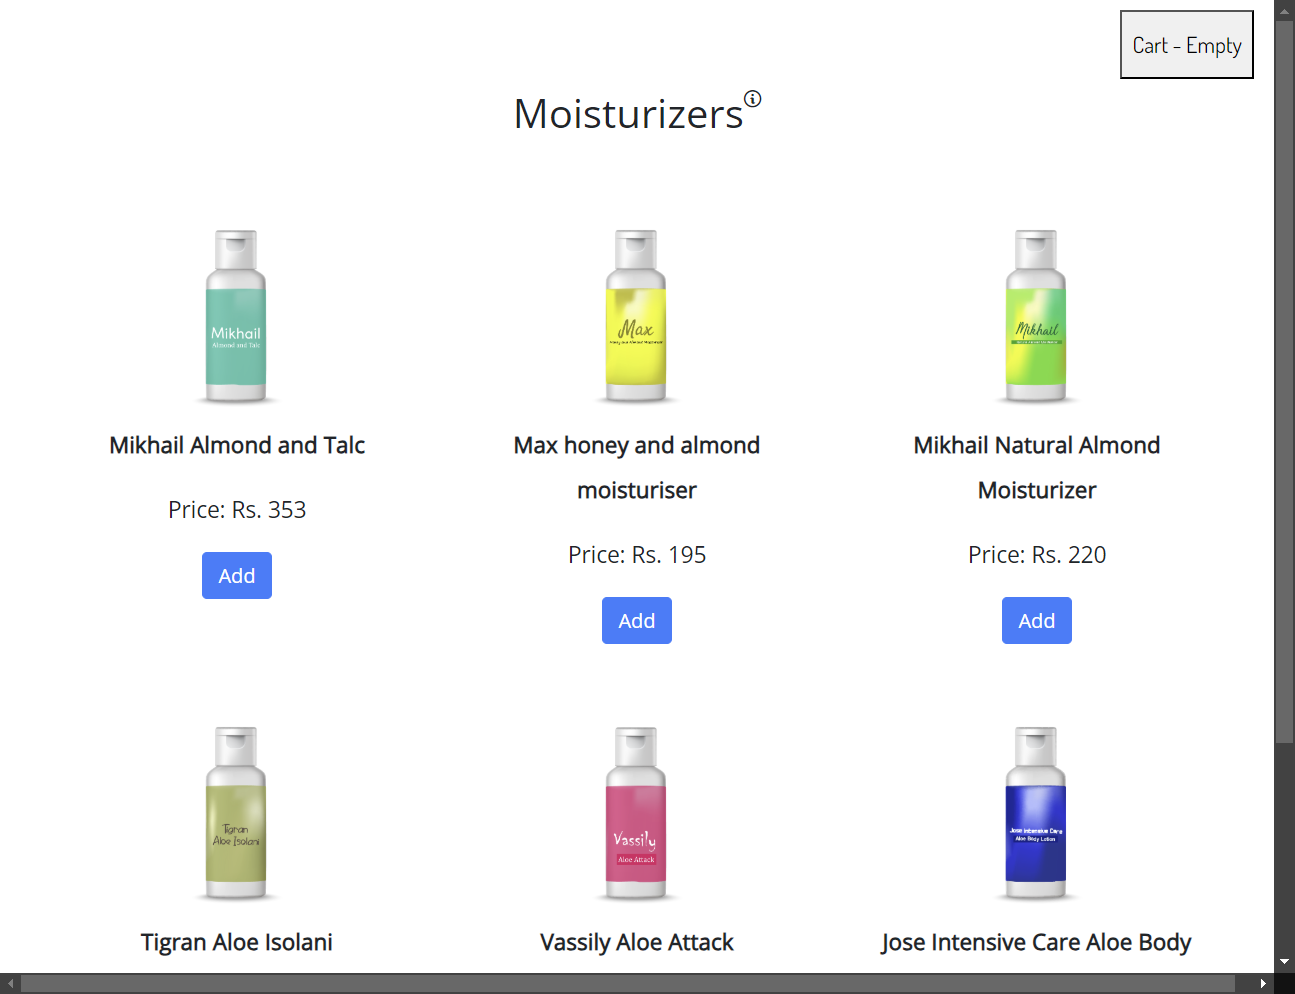 Cart - Empty
Moisturizers
Mikhail
Almond and Talc
Max
Mikhail
Mikhail Almond and Talc
Max honey and almond
moisturiser
Mikhail Natural Almond
Moisturizer
Price: Rs. 353
Price: Rs. 195
Price: Rs. 220
Add
Add
Add
Tigran
Aloe Isolani
Vassily
Aloe Attack
Jose Intensive Care
Aloe Body Lotion
Tigran Aloe Isolani
Vassily Aloe Attack
Jose Intensive Care Aloe Body